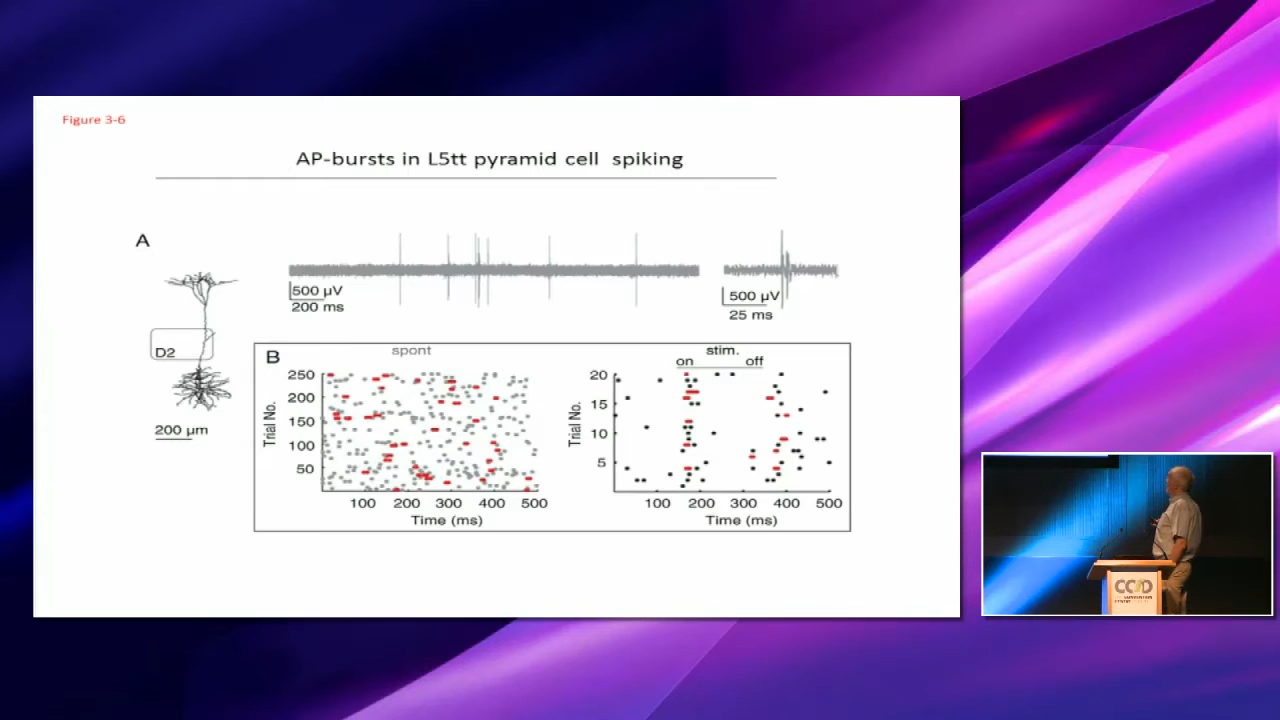 Figure 3-6
AP-bursts in L5tt pyramid cell spiking
A
500 µV
200 ms
500 µV
25 ms
D2
200 µm
B
spont
250
200
150
100
50
Trial No.
100 200 300 400 500
Time (ms)
stim.
on off
20
15
10
5
Trial No.
100 200 300 400 500
Time (ms)
CONVENTION